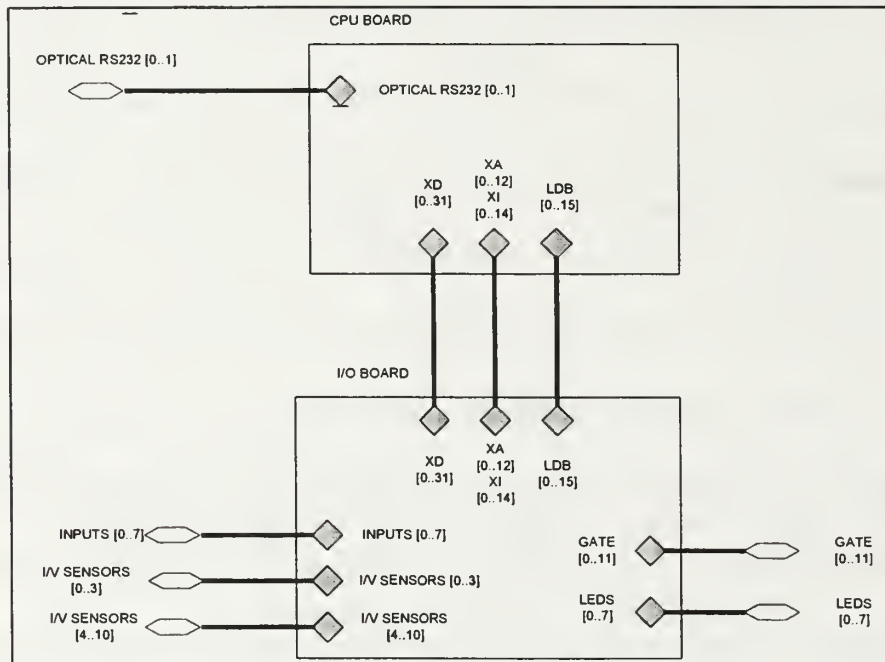 CPU BOARD
OPTICAL RS232 [0..1]
OPTICAL RS232 [0..1]
XD
[0..31]
XA
[0..12]
XI
[0..14]
LDB
[0..15]
I/O BOARD
XD
[0..31]
XA
[0..12]
XI
[0..14]
LDB
[0..15]
INPUTS [0..7]
INPUTS [0..7]
I/V SENSORS
[0..3]
I/V SENSORS [0..3]
I/V SENSORS
[4..10]
I/V SENSORS
[4..10]
GATE
[0..11]
GATE
[0..11]
LEDS
[0..7]
LEDS
[0..7]